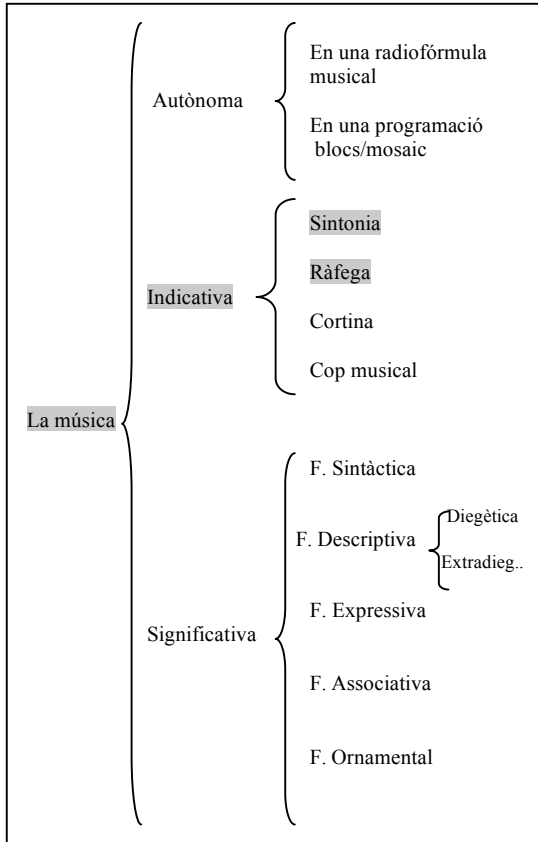 En una radiofórmula
musical
Autònoma
En una programació
blocs/mosaic
Sintonia
Ràfega
Indicativa
Cortina
Cop musical
La música
F. Sintàctica
Diegètica
F. Descriptiva
Extradieg..
F. Expressiva
Significativa
F. Associativa
F. Ornamental